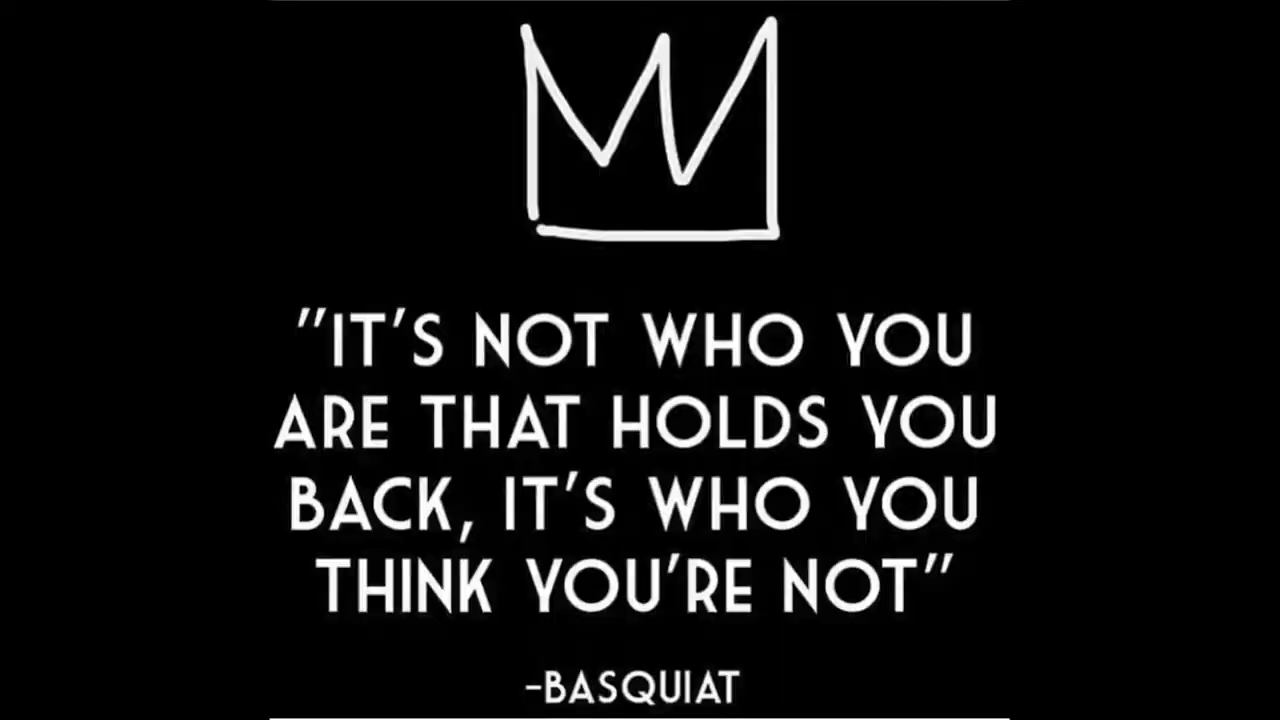 "IT'S NOT WHO YOU
ARE THAT HOLDS YOU
BACK, IT'S WHO YOU
THINK YOU'RE NOT"
-BASQUIAT